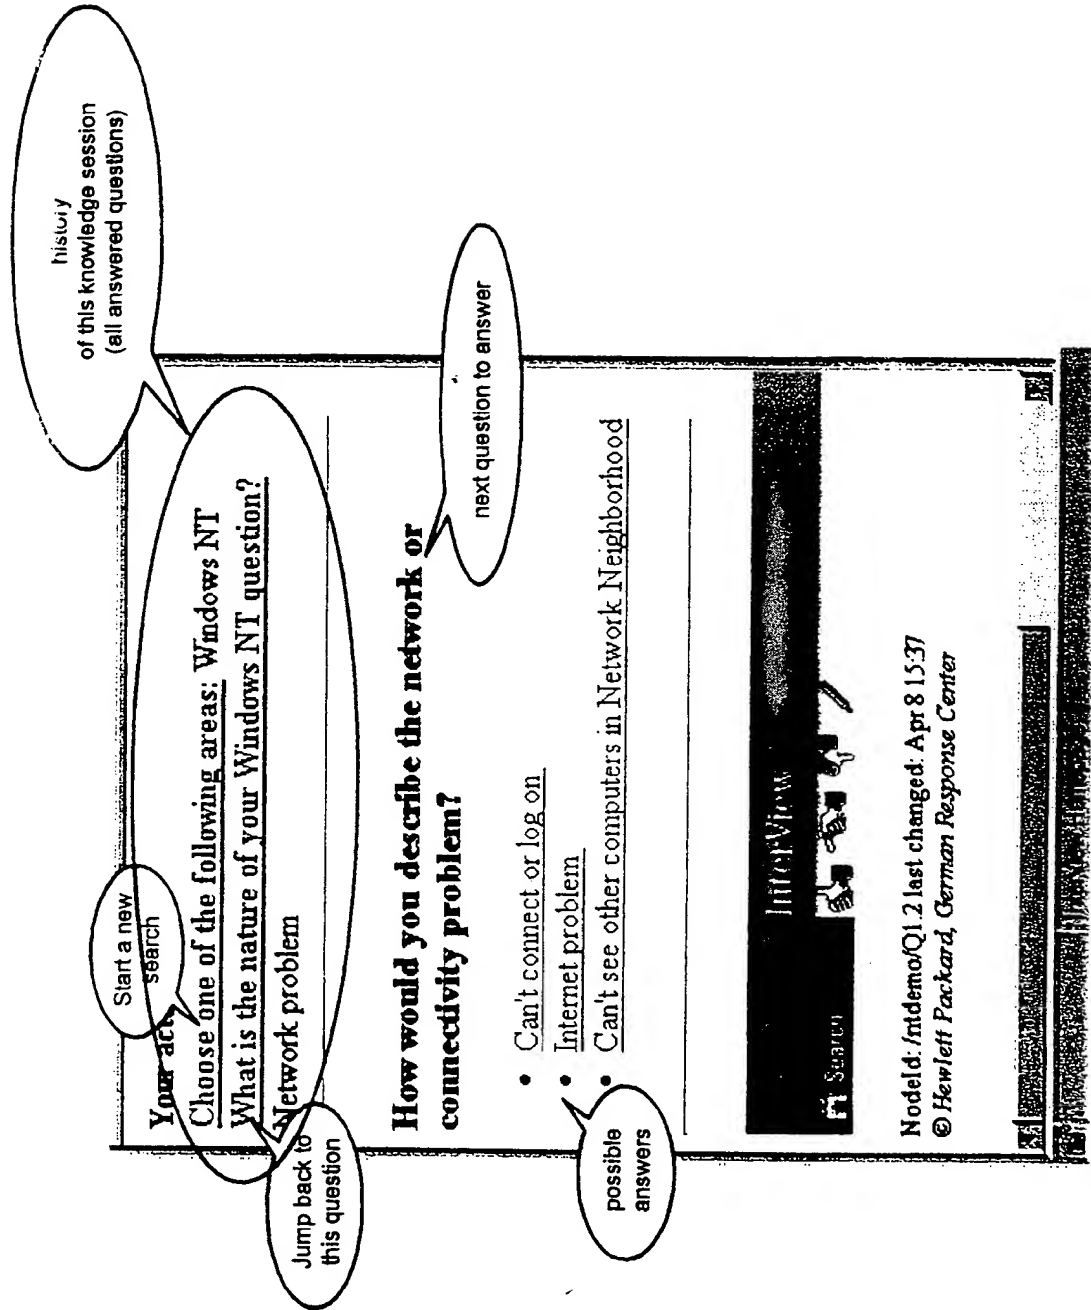 history
of this knowledge session
(all answered questions)
Start a new
search
Your
Choose one of the following areas: Windows NT
What is the nature of your Windows NT question?
Network problem
Jump back to
this question
How would you describe the network or
connectivity problem?
next question to answer
• Can't connect or log on
• Internet problem
• Can't see other computers in Network Neighborhood
possible
answers
InterView
Search
NodeId: /ntdemo/Q1.2 last changed: Apr 8 15:37
© Hewlett Packard, German Response Center